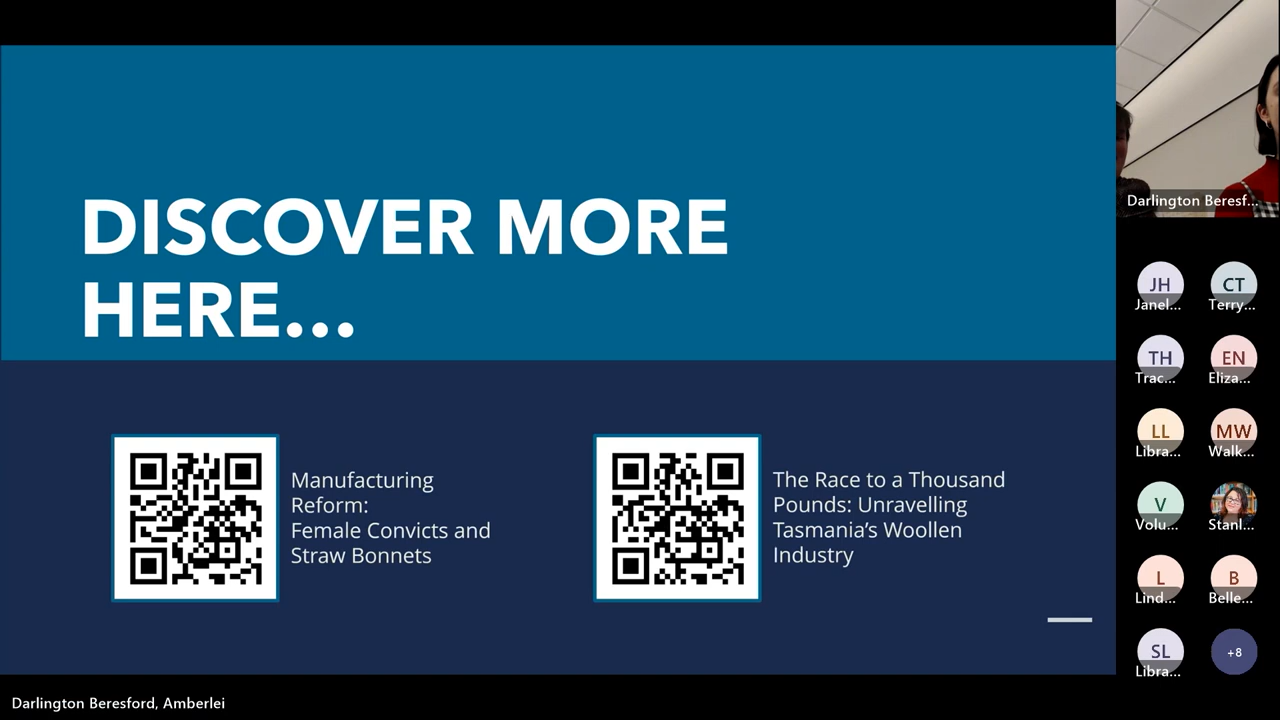 DISCOVER MORE
HERE...
Manufacturing
Reform:
Female Convicts and
Straw Bonnets
The Race to a Thousand
Pounds: Unravelling
Tasmania's Woollen
Industry
Darlington Beresf...
JH
Janel...
CT
Terry...
TH
Trac...
EN
Eliza...
LL
Libra...
MW
Walk...
V
Volu...
Stanl...
L
Lind...
B
Belle...
SL
Libra...
+8
Darlington Beresford, Amberlei